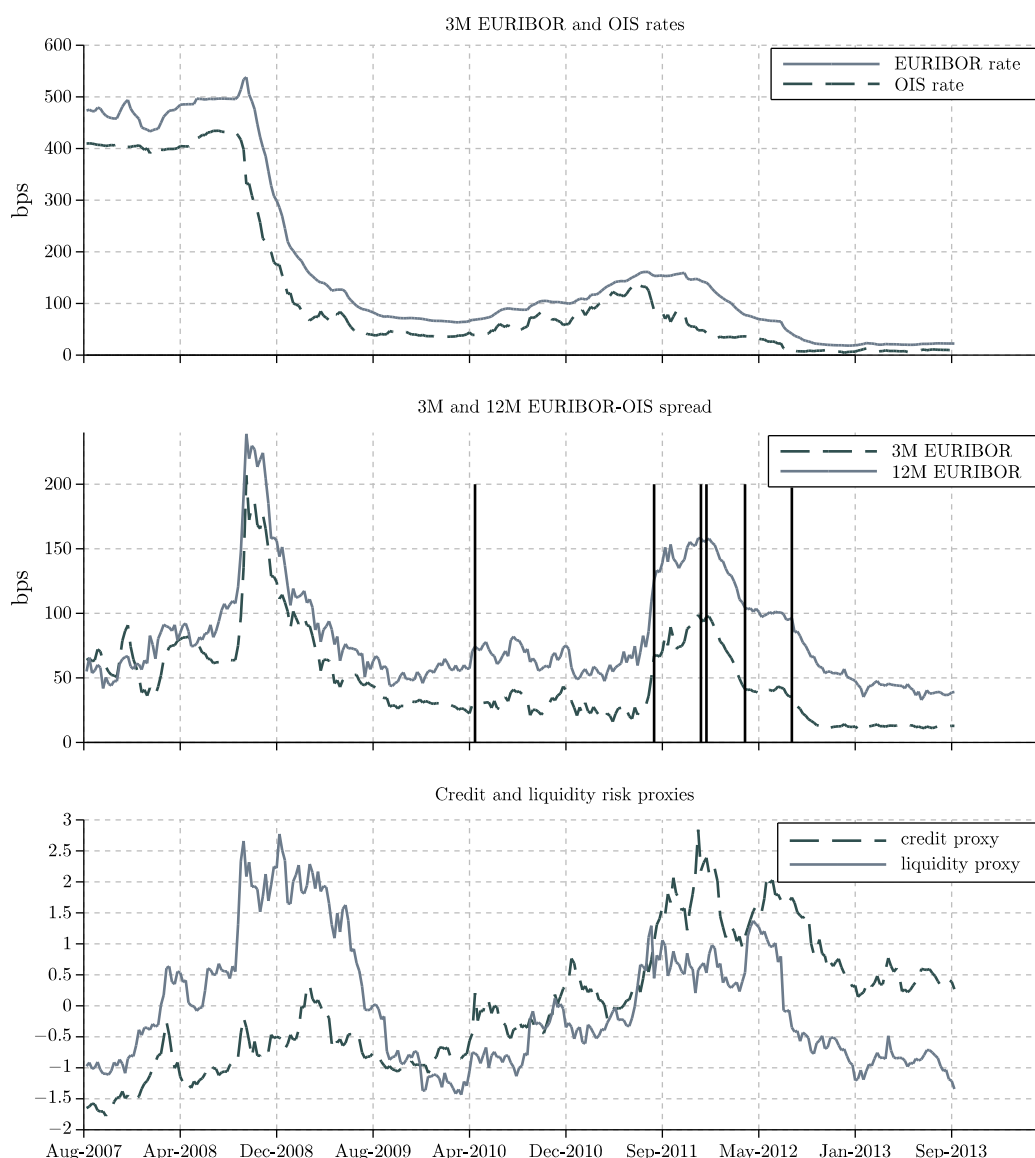 3M EURIBOR and OIS rates
600
500
400
300
200
100
0
bps
EURIBOR rate
OIS rate
3M and 12M EURIBOR-OIS spread
200
150
100
50
0
bps
3M EURIBOR
12M EURIBOR
Credit and liquidity risk proxies
3
2.5
2
1.5
1
0.5
0
−0.5
−1
−1.5
−2
credit proxy
liquidity proxy
Aug-2007 Apr-2008 Dec-2008 Aug-2009 Apr-2010 Dec-2010 Sep-2011 May-2012 Jan-2013 Sep-2013